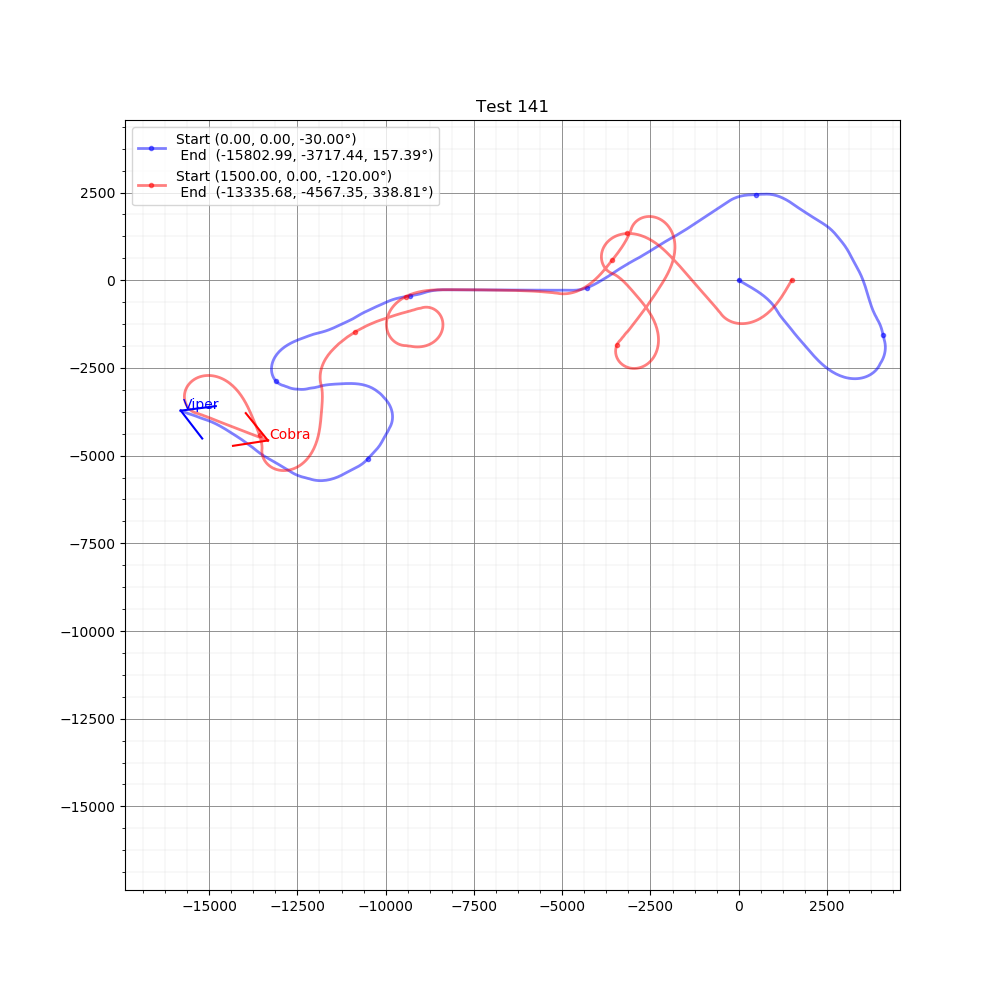 Test 141
Start (0.00, 0.00, -30.00°)
End (-15802.99, -3717.44, 157.39°)
Start (1500.00, 0.00, -120.00°)
End (-13335.68, -4567.35, 338.81°)
2500
0
−2500
−5000
−7500
−10000
−12500
−15000
Viper
Cobra
−15000 −12500 −10000 −7500 −5000 −2500 0 2500